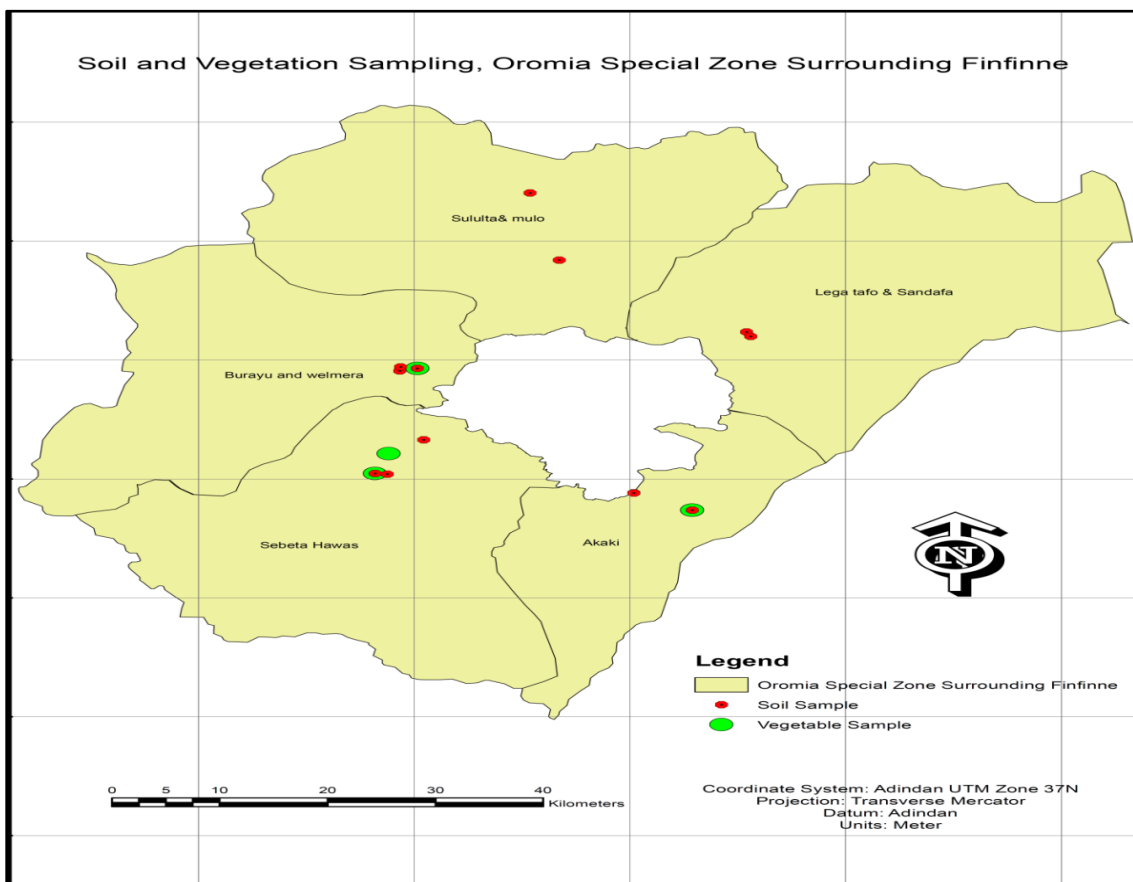 Soil and Vegetation Sampling, Oromia Special Zone Surrounding Finfinne
Sululta& mulo
Lega tafo & Sandafa
Burayu and welmera
Sebeta Hawas
Akaki
N
Legend
Oromia Special Zone Surrounding Finfinne
Soil Sample
Vegetable Sample
0 5 10 20 30 40
Kilometers
Coordinate System: Adindan UTM Zone 37N
Projection: Transverse Mercator
Datum: Adindan
Units: Meter